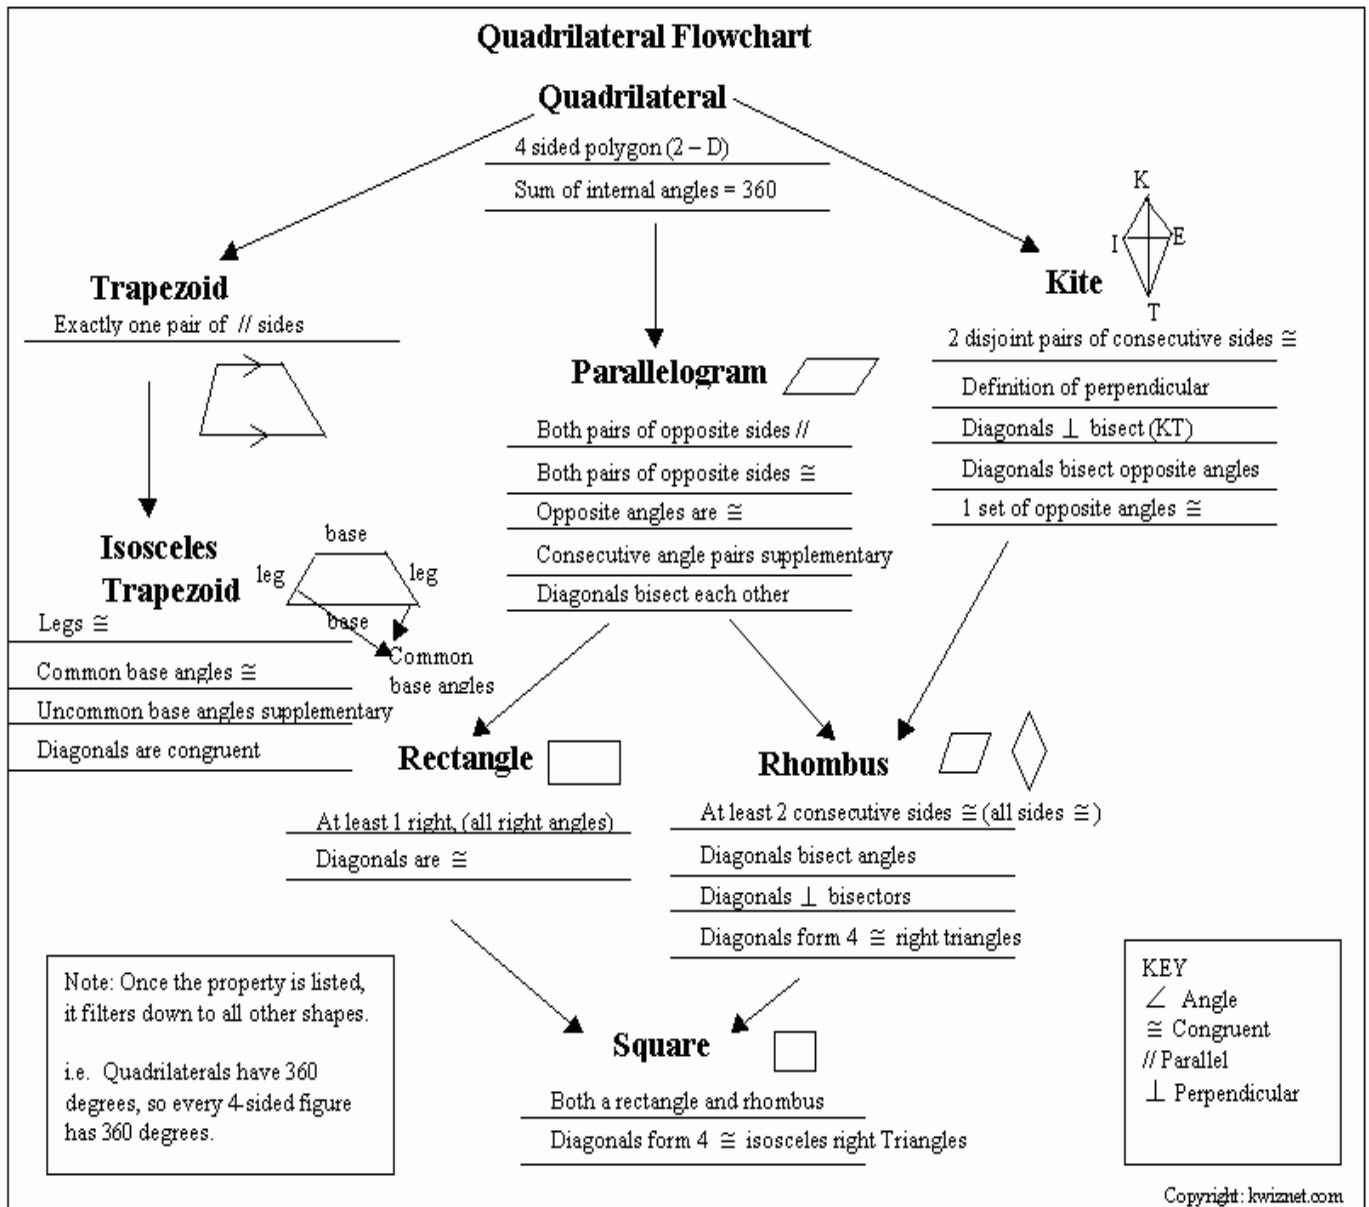 Quadrilateral Flowchart
Quadrilateral
4 sided polygon (2 – D)
Sum of internal angles = 360
Trapezoid
Exactly one pair of // sides
Isosceles
Trapezoid
base
leg
leg
base
Common
base angles
Legs ≅
Common base angles ≅
Uncommon base angles supplementary
Diagonals are congruent
Parallelogram
Both pairs of opposite sides //
Both pairs of opposite sides ≅
Opposite angles are ≅
Consecutive angle pairs supplementary
Diagonals bisect each other
K
I
E
T
Kite
2 disjoint pairs of consecutive sides ≅
Definition of perpendicular
Diagonals ⊥ bisect (KT)
Diagonals bisect opposite angles
1 set of opposite angles ≅
Rectangle
At least 1 right, (all right angles)
Diagonals are ≅
Rhombus
At least 2 consecutive sides ≅ (all sides ≅)
Diagonals bisect angles
Diagonals ⊥ bisectors
Diagonals form 4 ≅ right triangles
Square
Both a rectangle and rhombus
Diagonals form 4 ≅ isosceles right Triangles
Note: Once the property is listed,
it filters down to all other shapes.
i.e. Quadrilaterals have 360
degrees, so every 4-sided figure
has 360 degrees.
KEY
∠ Angle
≅ Congruent
// Parallel
⊥ Perpendicular
Copyright: kwiznet.com